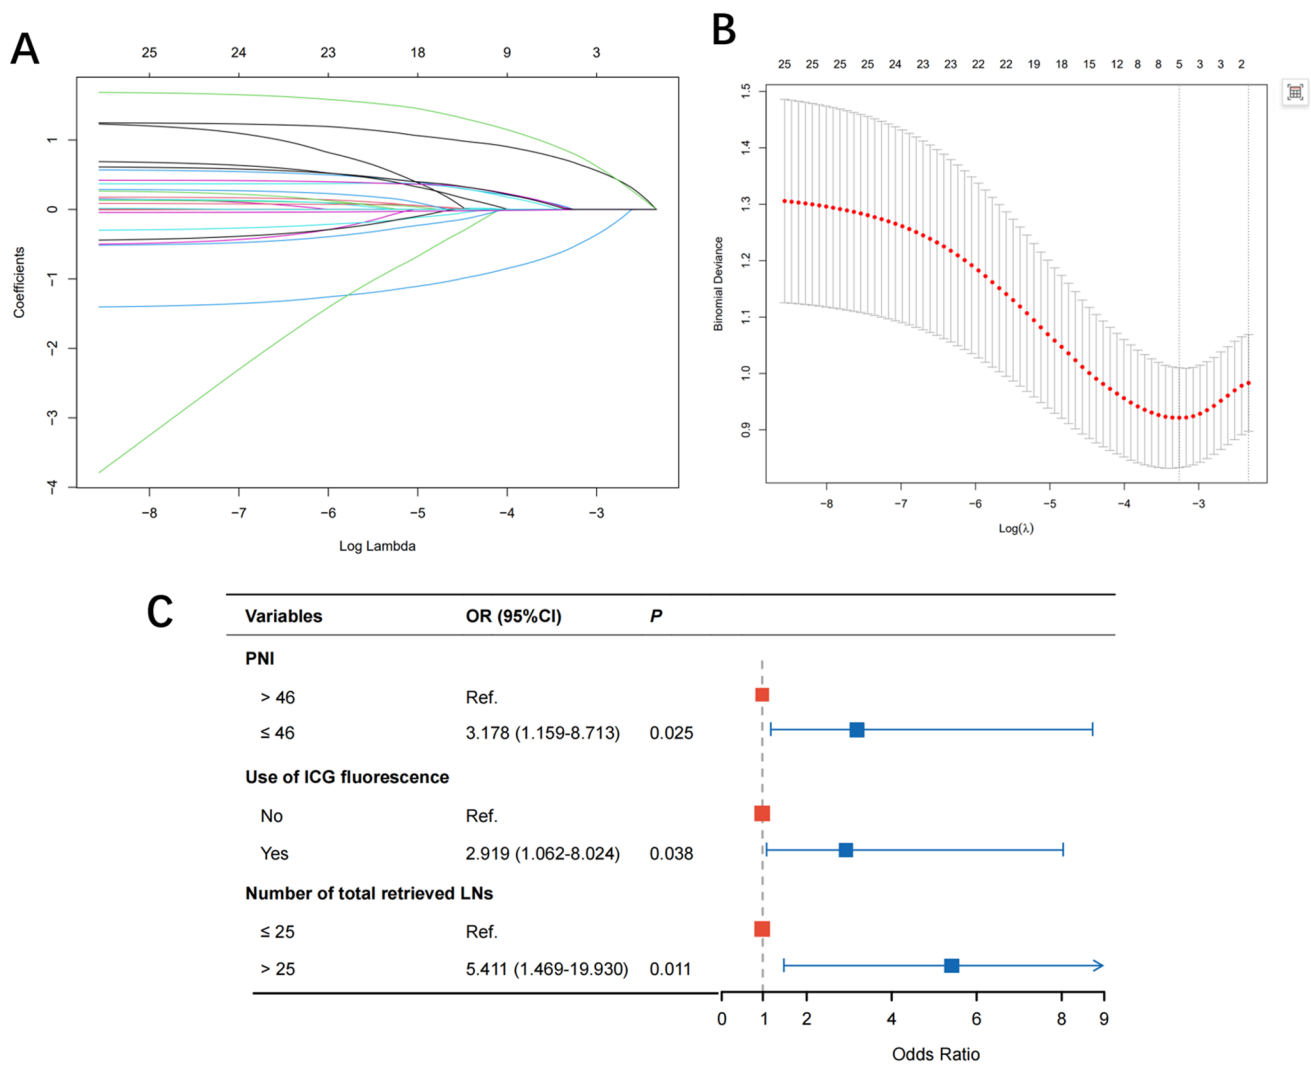 A
25 24 23 18 9 3
Coefficients
1
0
−1
−2
−3
−4
−8 −7 −6 −5 −4 −3
Log Lambda
B
25 25 25 25 24 23 23 22 22 19 18 15 12 8 8 5 3 3 2
Binomial Deviance
1.5
1.4
1.3
1.2
1.1
1.0
0.9
−8 −7 −6 −5 −4 −3
Log(λ)
C
Variables OR (95%CI) P
PNI
> 46 Ref.
≤ 46 3.178 (1.159-8.713) 0.025
Use of ICG fluorescence
No Ref.
Yes 2.919 (1.062-8.024) 0.038
Number of total retrieved LNs
≤ 25 Ref.
> 25 5.411 (1.469-19.930) 0.011
0 1 2 4 6 8 9
Odds Ratio